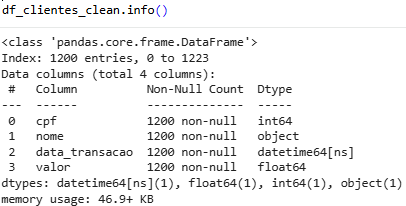 df_clientes_clean.info()
<class 'pandas.core.frame.DataFrame'>
Index: 1200 entries, 0 to 1223
Data columns (total 4 columns):
 #   Column          Non-Null Count  Dtype
---  ------          --------------  -----
 0   cpf             1200 non-null   int64
 1   nome            1200 non-null   object
 2   data_transacao  1200 non-null   datetime64[ns]
 3   valor           1200 non-null   float64
dtypes: datetime64[ns](1), float64(1), int64(1), object(1)
memory usage: 46.9+ KB